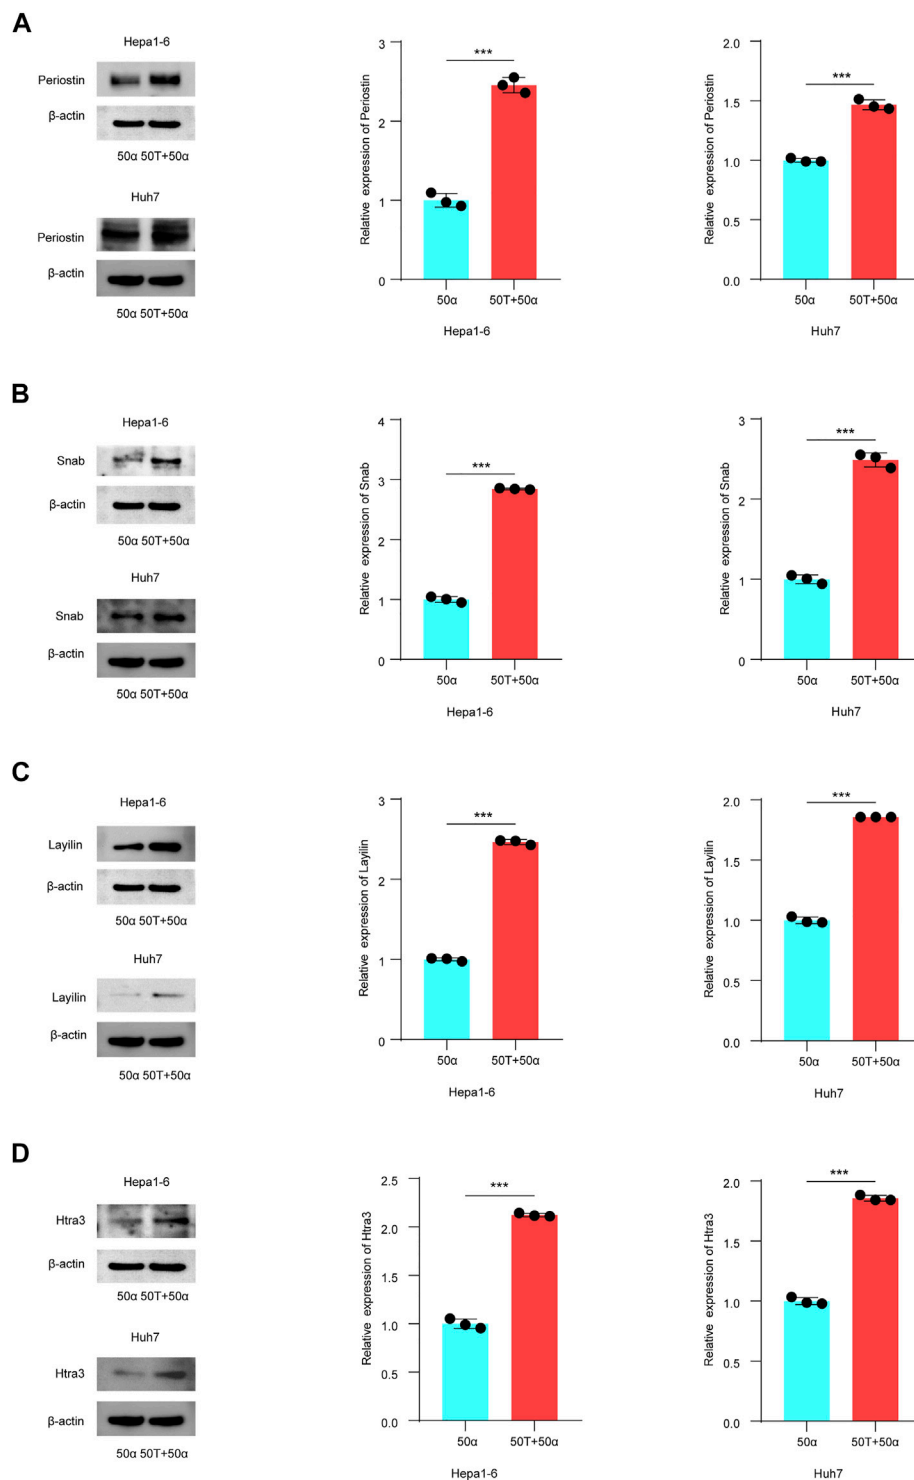 A
Hepa1-6
Periostin
β-actin
50α 50T+50α
Huh7
Periostin
β-actin
50α 50T+50α
Relative expression of Periostin
3
2
1
0
***
50α
50T+50α
Hepa1-6
Relative expression of Periostin
2.0
1.5
1.0
0.5
0.0
***
50α
50T+50α
Huh7
B
Hepa1-6
Snab
β-actin
50α 50T+50α
Huh7
Snab
β-actin
50α 50T+50α
Relative expression of Snab
4
3
2
1
0
***
50α
50T+50α
Hepa1-6
Relative expression of Snab
3
2
1
0
***
50α
50T+50α
Huh7
C
Hepa1-6
Layilin
β-actin
50α 50T+50α
Huh7
Layilin
β-actin
50α 50T+50α
Relative expression of Layilin
3
2
1
0
***
50α
50T+50α
Hepa1-6
Relative expression of Layilin
2.0
1.5
1.0
0.5
0.0
***
50α
50T+50α
Huh7
D
Hepa1-6
Htra3
β-actin
50α 50T+50α
Huh7
Htra3
β-actin
50α 50T+50α
Relative expression of Htra3
2.5
2.0
1.5
1.0
0.5
0.0
***
50α
50T+50α
Hepa1-6
Relative expression of Htra3
2.0
1.5
1.0
0.5
0.0
***
50α
50T+50α
Huh7